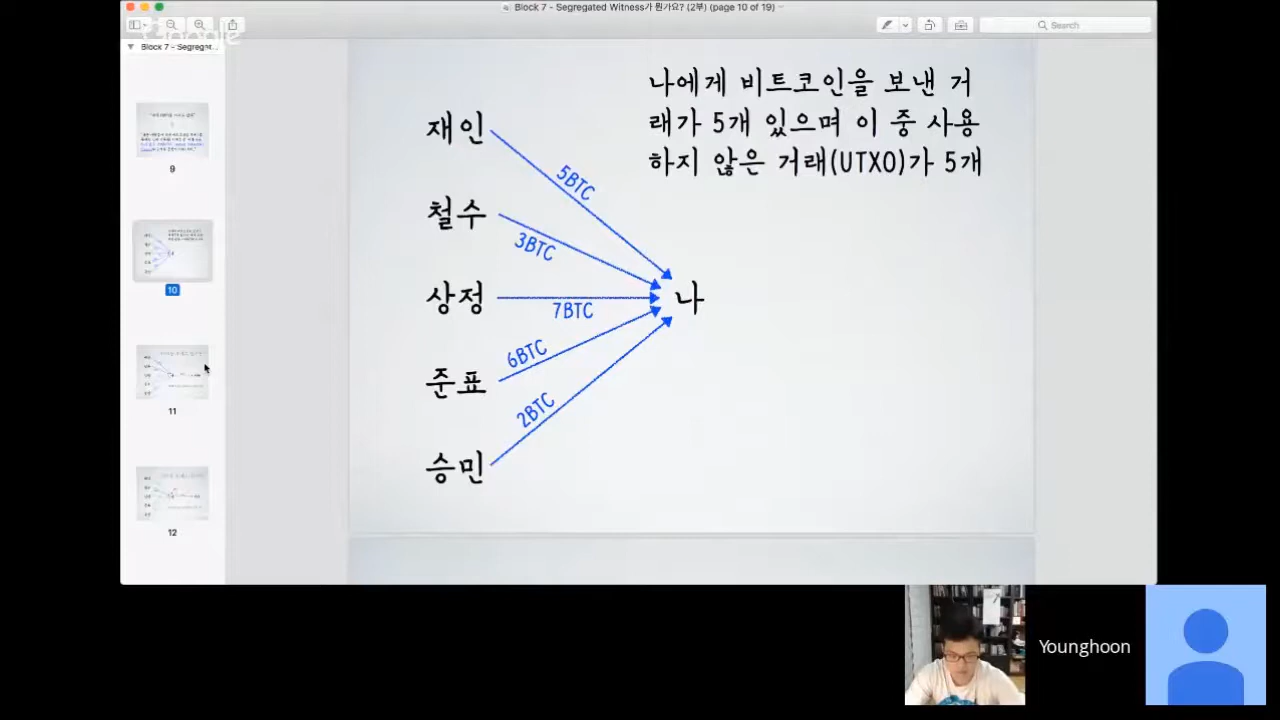 Block 7 - Segregated Witness가 뭔가요? (2부) (page 10 of 19)
Search
Block 7 - Segregat...
9
10
11
12
나에게 비트코인을 보낸 거
래가 5개 있으며 이 중 사용
하지 않은 거래(UTXO)가 5개
재인
5BTC
철수
3BTC
상정
7BTC
나
준표
6BTC
승민
2BTC
Younghoon